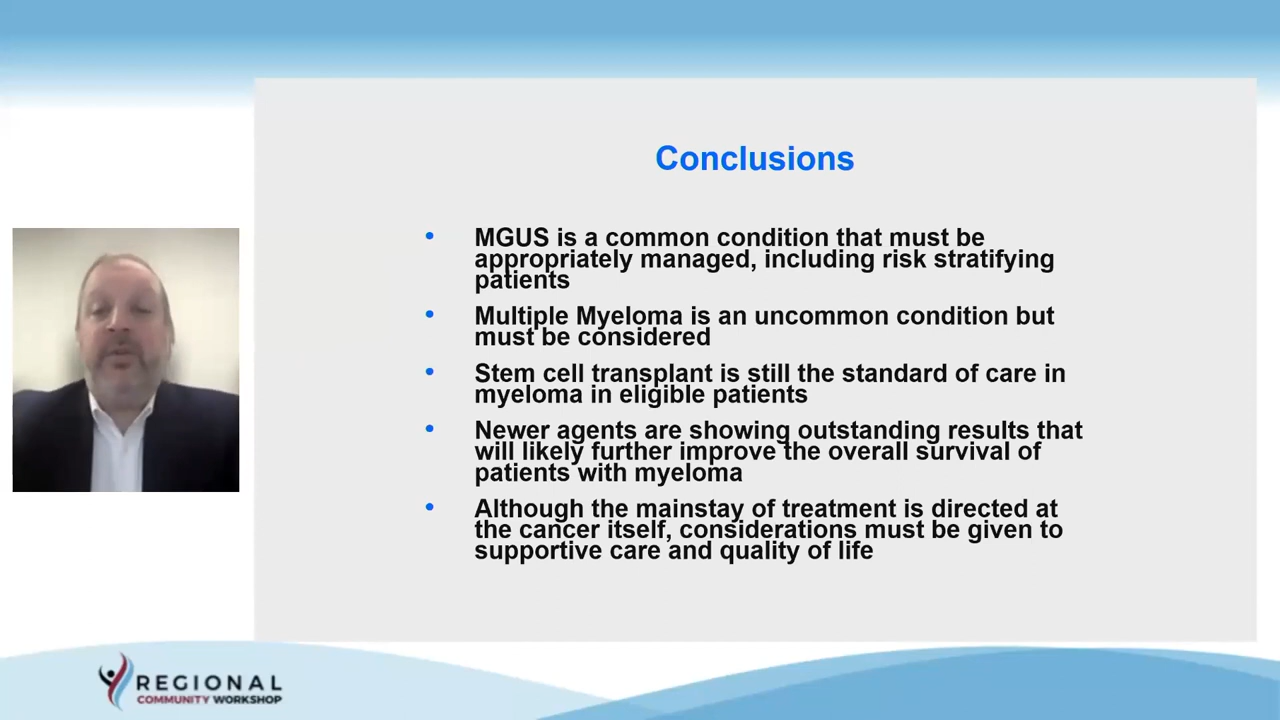 Conclusions
• MGUS is a common condition that must be
appropriately managed, including risk stratifying
patients
• Multiple Myeloma is an uncommon condition but
must be considered
• Stem cell transplant is still the standard of care in
myeloma in eligible patients
• Newer agents are showing outstanding results that
will likely further improve the overall survival of
patients with myeloma
• Although the mainstay of treatment is directed at
the cancer itself, considerations must be given to
supportive care and quality of life
REGIONAL
COMMUNITY WORKSHOP